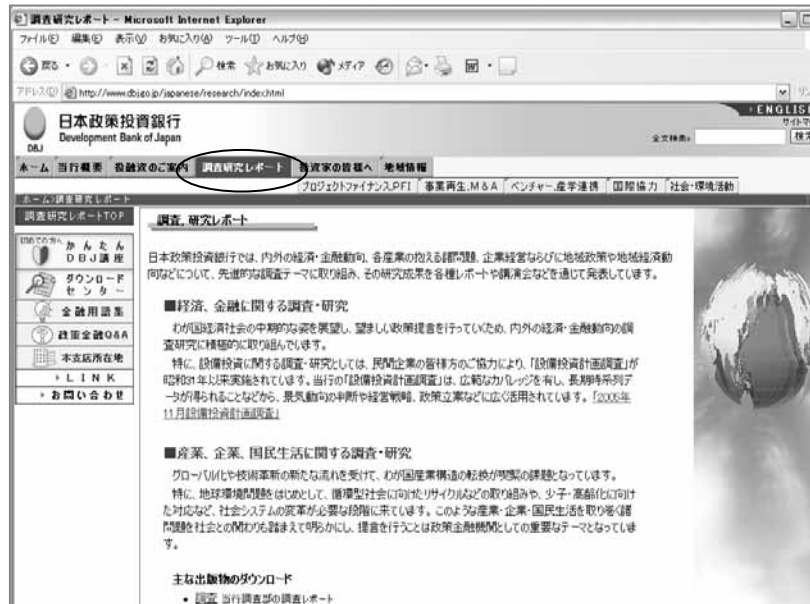 調査研究レポート - Microsoft Internet Explorer
ファイル(F) 編集(E) 表示(V) お気に入り(A) ツール(T) ヘルプ(H)
戻る 検索 お気に入り メディア
アドレス(D) http://www.dbj.go.jp/japanese/research/index.html
ENGLISH
日本政策投資銀行
Development Bank of Japan
DBJ
全文検索
ホーム 当行概要 投融資のご案内 調査研究レポート 投資家の皆様へ 地域情報
プロジェクトファイナンス,PFI 事業再生,M&A ベンチャー,産学連携 国際協力 社会・環境活動
ホーム>調査研究レポート
調査研究レポートTOP
調査,研究レポート
初めての方へ かんたんDBJ講座
ダウンロードセンター
金融用語集
政策金融Q&A
本支店所在地
LINK
お問い合わせ
日本政策投資銀行では、内外の経済・金融動向、各産業の抱える諸問題、企業経営ならびに地域政策や地域経済動
向などについて、先進的な調査テーマに取り組み、その研究成果を各種レポートや講演会などを通じて発表しています。
■経済、金融に関する調査・研究
わが国経済社会の中期的な姿を展望し、望ましい政策提言を行っていくため、内外の経済・金融動向の調
査研究に積極的に取り組んでいます。
特に、設備投資に関する調査・研究としては、民間企業の皆様方のご協力により、「設備投資計画調査」が
昭和31年以来実施されています。当行の「設備投資計画調査」は、広範なカバレッジを有し、長期時系列デ
ータが得られることなどから、景気動向の判断や経営戦略、政策立案などに広く活用されています。「2005年
11月設備投資計画調査」
■産業、企業、国民生活に関する調査・研究
グローバル化や技術革新の新たな流れを受けて、わが国産業構造の転換が喫緊の課題となっています。
特に、地球環境問題をはじめとして、循環型社会に向けたリサイクルなどの取り組みや、少子・高齢化に向け
た対応など、社会システムの変革が必要な段階に来ています。このような産業・企業・国民生活を取り巻く諸
問題を社会との関わりも踏まえて明らかにし、提言を行うことは政策金融機関としての重要なテーマとなっていま
す。
主な出版物のダウンロード
• 調査 当行調査部の調査レポート